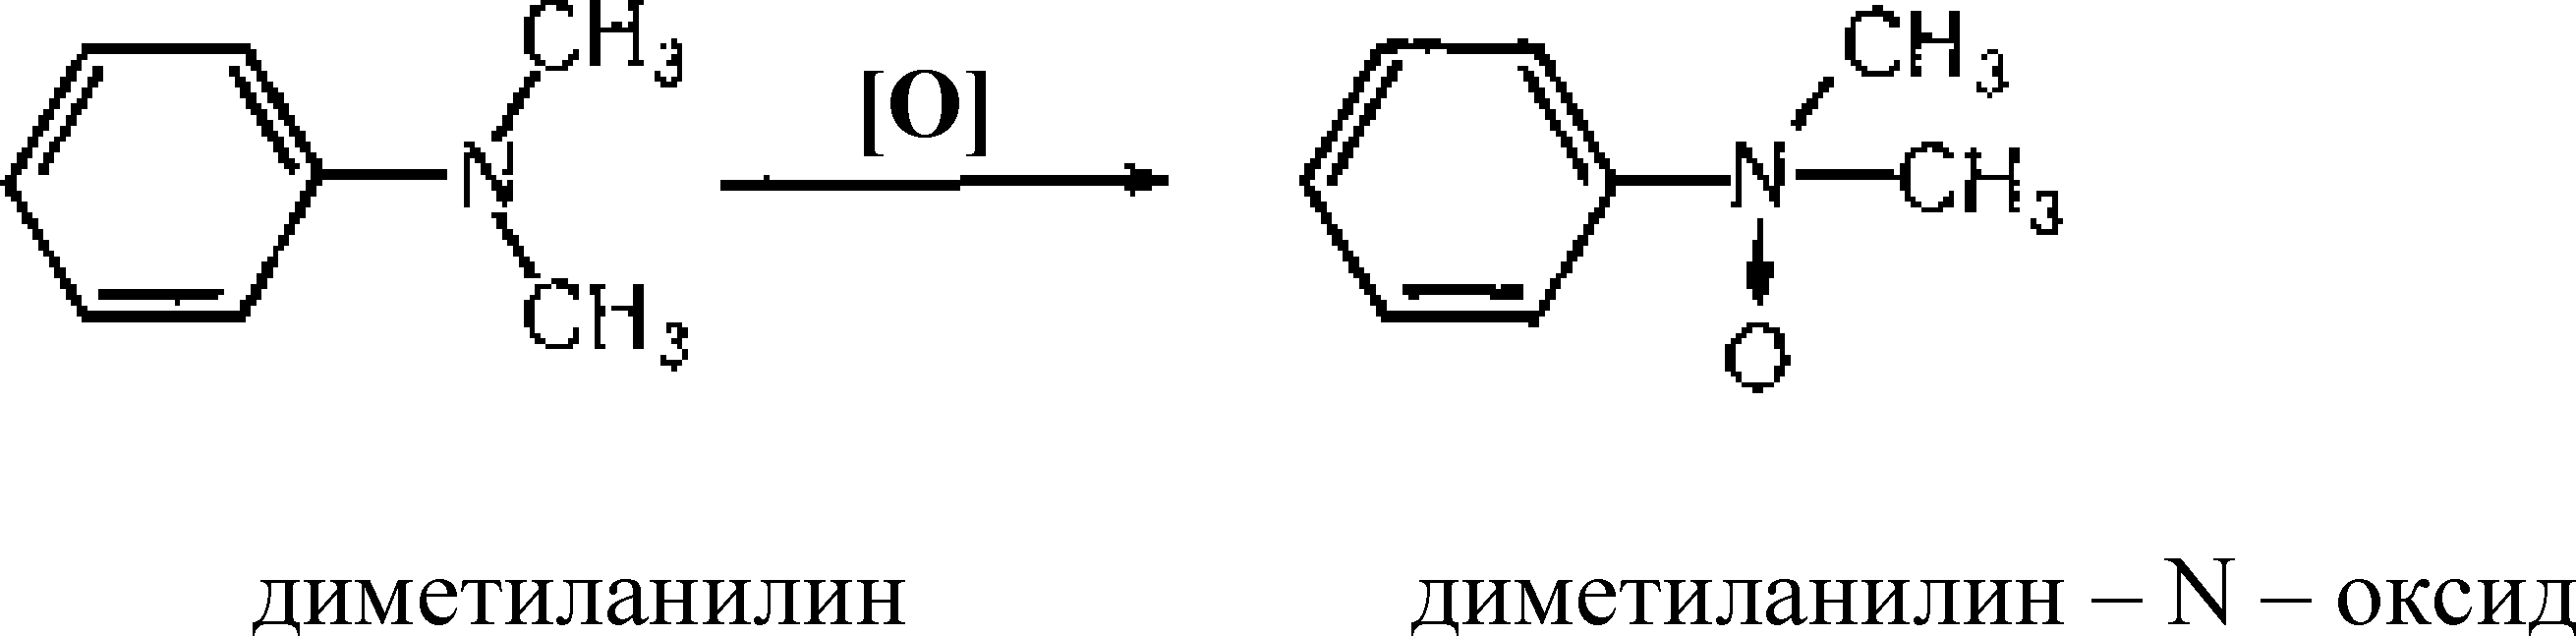 CH3 CH3
[O]
N N CH3
CH3 O
диметиланилин диметиланилин – N – оксид